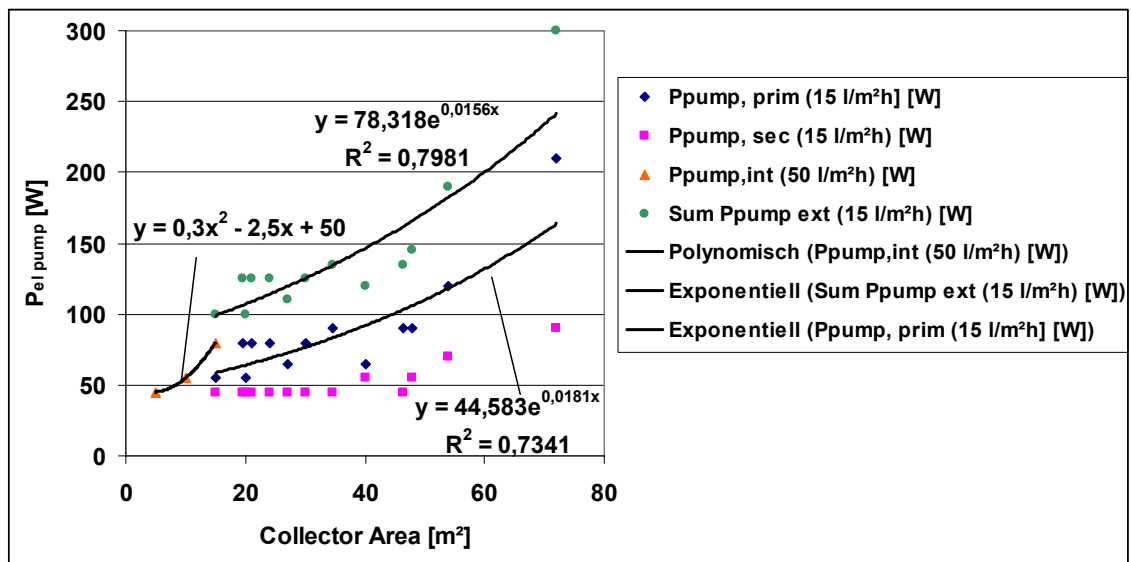 300
250
200
150
100
50
0
P el pump [W]
y = 78,318e^0,0156x
R² = 0,7981
y = 0,3x² - 2,5x + 50
y = 44,583e^0,0181x
R² = 0,7341
0 20 40 60 80
Collector Area [m²]
Ppump, prim (15 l/m²h] [W]
Ppump, sec (15 l/m²h) [W]
Ppump,int (50 l/m²h) [W]
Sum Ppump ext (15 l/m²h) [W]
Polynomisch (Ppump,int (50 l/m²h) [W])
Exponentiell (Sum Ppump ext (15 l/m²h) [W])
Exponentiell (Ppump, prim (15 l/m²h] [W])